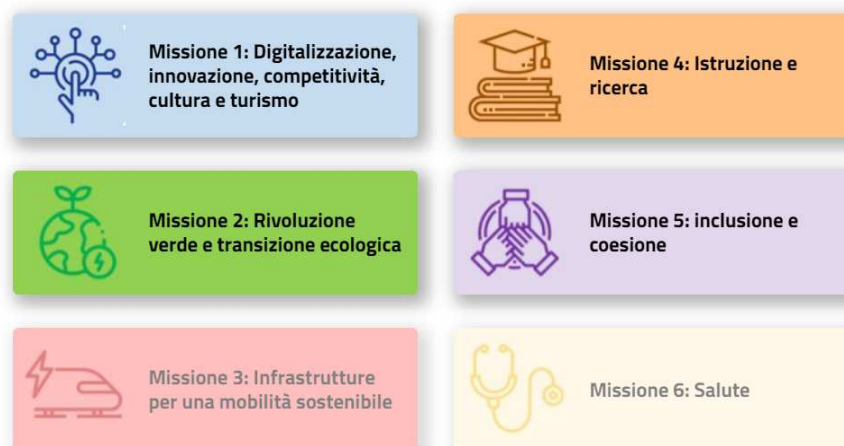 Missione 1: Digitalizzazione,
innovazione, competitività,
cultura e turismo
Missione 2: Rivoluzione
verde e transizione ecologica
Missione 3: Infrastrutture
per una mobilità sostenibile
Missione 4: Istruzione e
ricerca
Missione 5: inclusione e
coesione
Missione 6: Salute